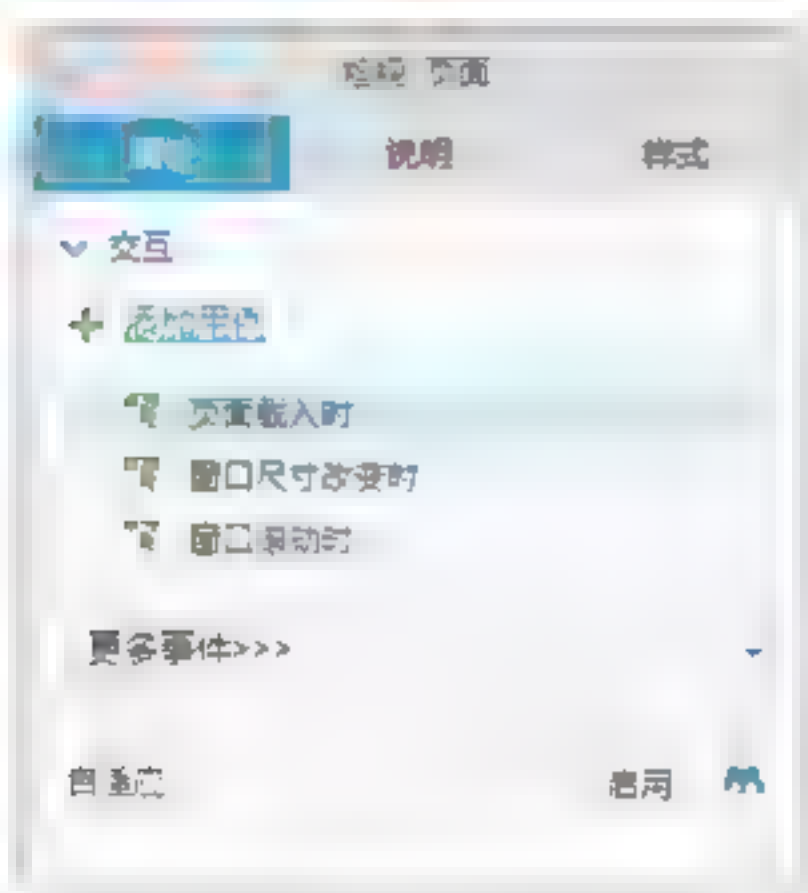 页面
说明 样式
交互
添加用例
页面载入时
窗口尺寸改变时
窗口滚动时
更多事件>>>
自适应 启用